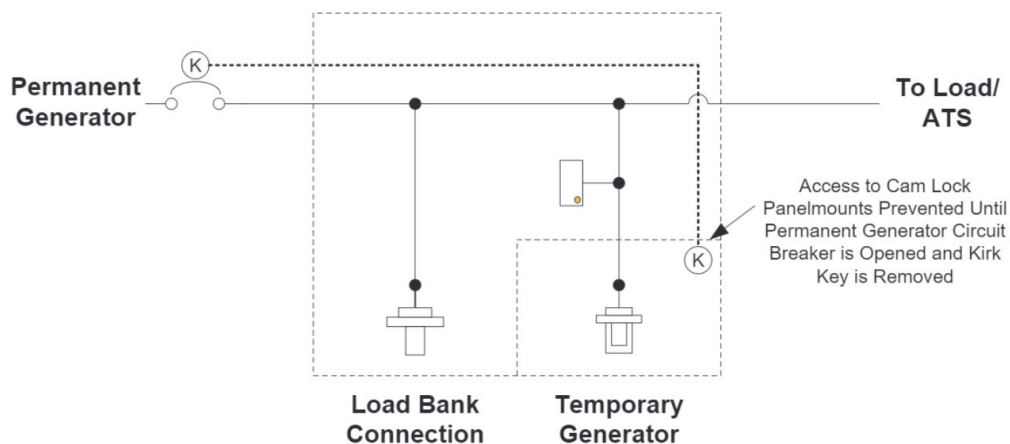 K
Permanent
Generator
To Load/
ATS
Access to Cam Lock
Panelmounts Prevented Until
Permanent Generator Circuit
Breaker is Opened and Kirk
Key is Removed
K
Load Bank
Connection
Temporary
Generator